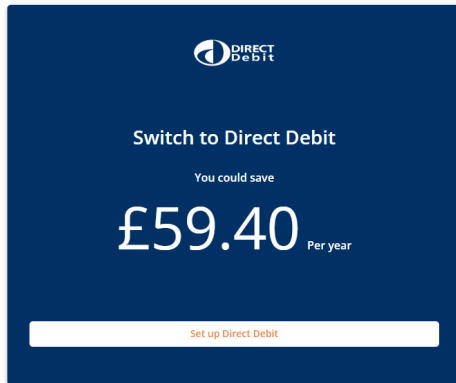 DIRECT
Debit
Switch to Direct Debit
You could save
£59.40 Per year
Set up Direct Debit